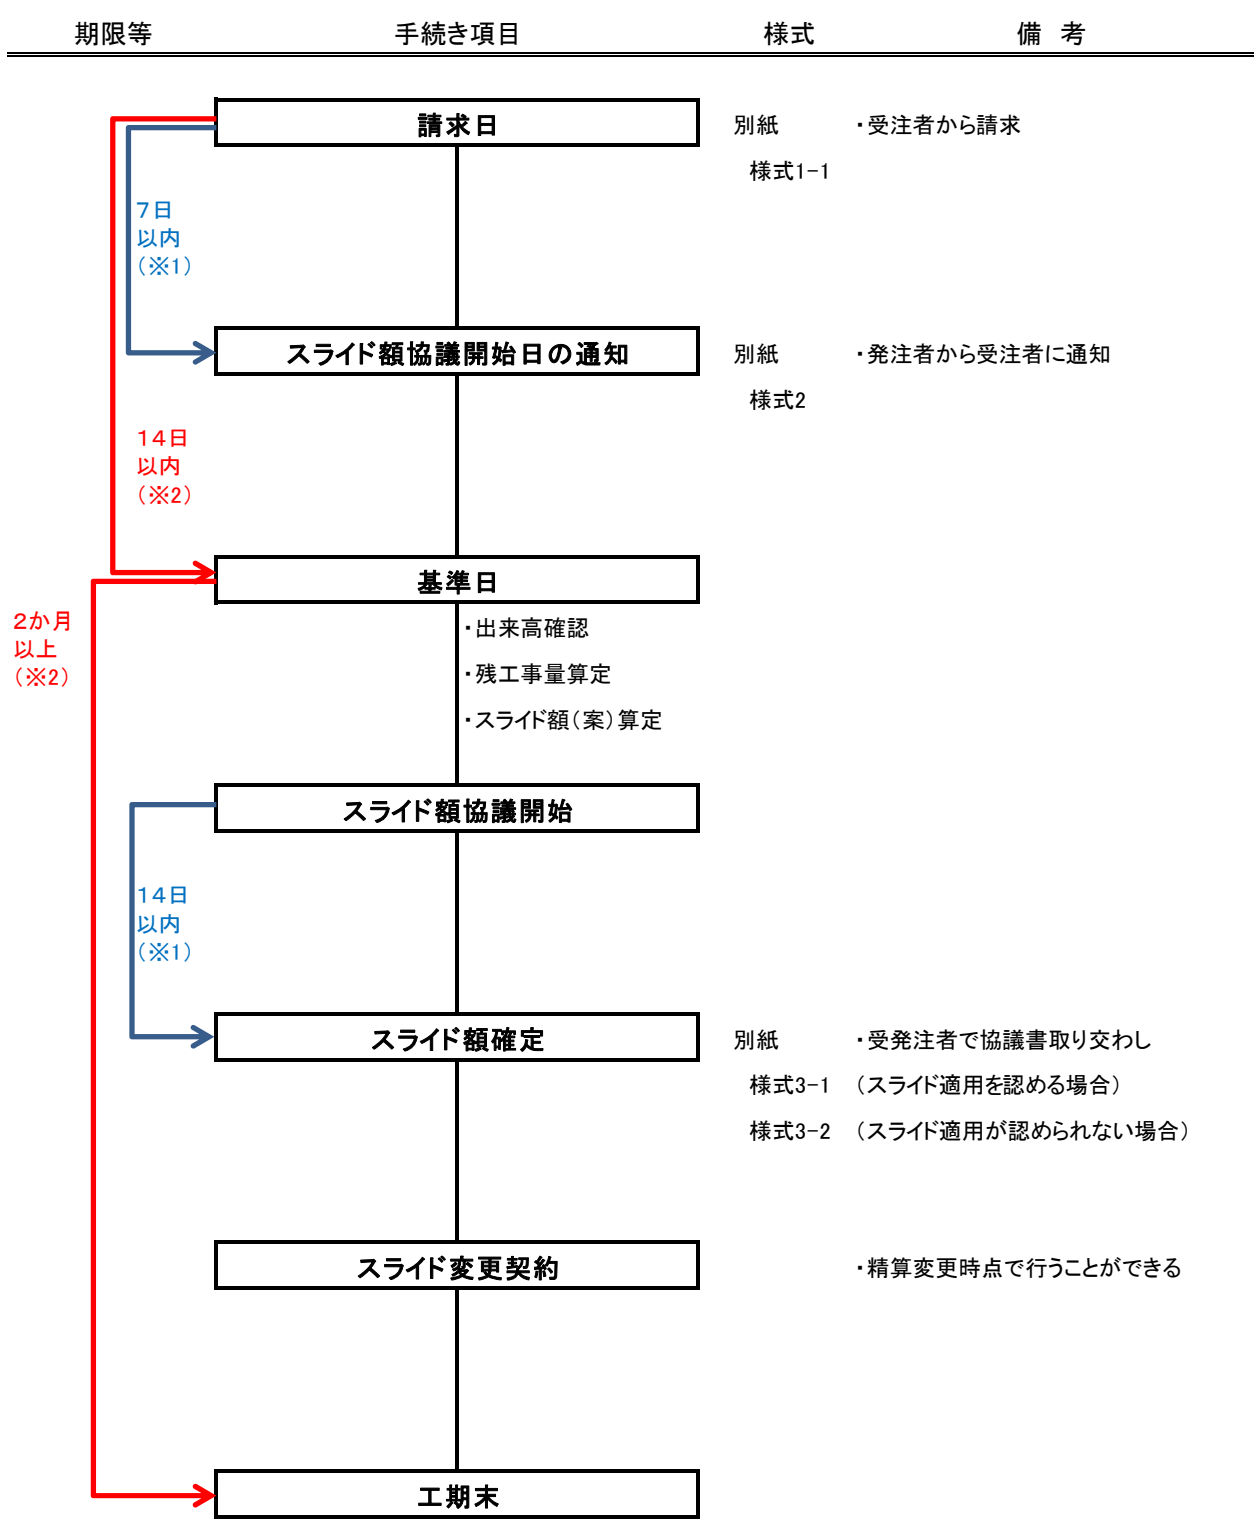 期限等 手続き項目 様式 備 考
請求日 別紙 ・受注者から請求
様式1-1
7日
以内
（※1）
スライド額協議開始日の通知 別紙 ・発注者から受注者に通知
様式2
14日
以内
（※2）
基準日
2か月
以上
（※2）
・出来高確認
・残工事量算定
・スライド額（案）算定
スライド額協議開始
14日
以内
（※1）
スライド額確定 別紙 ・受発注者で協議書取り交わし
様式3-1 （スライド適用を認める場合）
様式3-2 （スライド適用が認められない場合）
スライド変更契約 ・精算変更時点で行うことができる
工期末